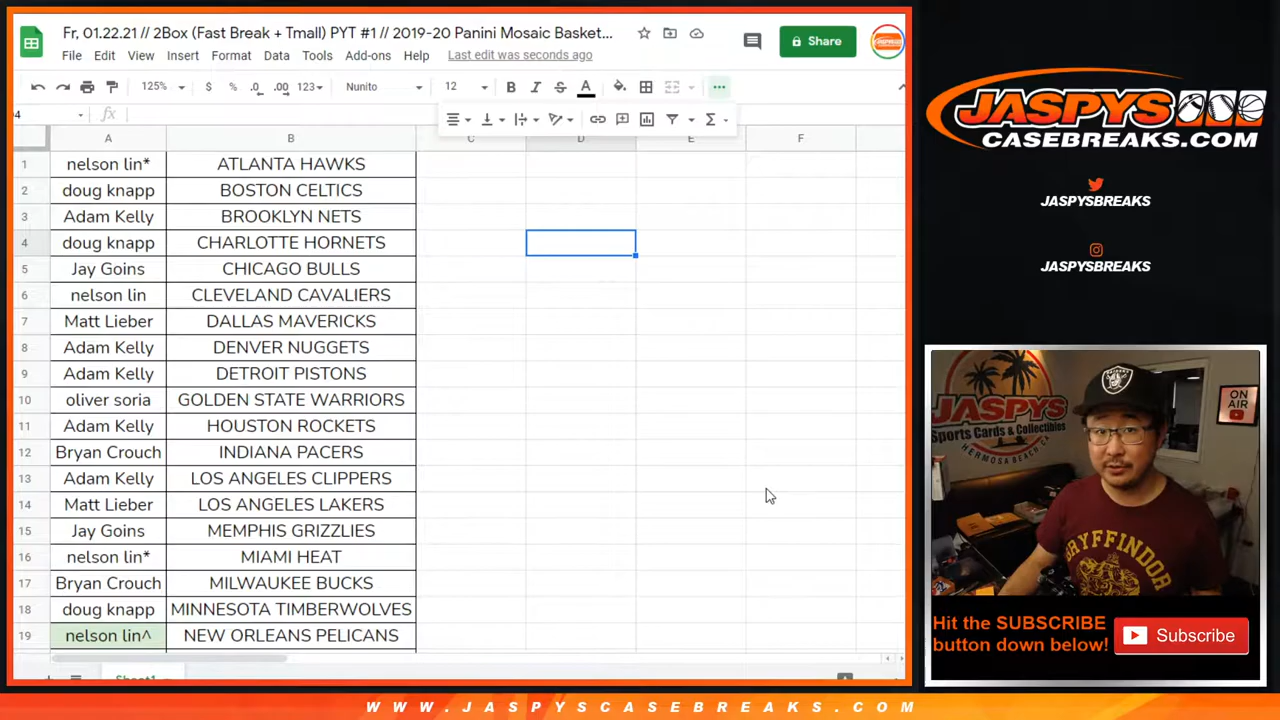 Fr, 01.22.21 // 2Box (Fast Break + Tmall) PYT #1 // 2019-20 Panini Mosaic Basket...
Share
File Edit View Insert Format Data Tools Add-ons Help Last edit was seconds ago
125% $ % .0 .00 123 Nunito 12 B I S A
fx
A B C D E F
1 nelson lin* ATLANTA HAWKS
2 doug knapp BOSTON CELTICS
3 Adam Kelly BROOKLYN NETS
4 doug knapp CHARLOTTE HORNETS
5 Jay Goins CHICAGO BULLS
6 nelson lin CLEVELAND CAVALIERS
7 Matt Lieber DALLAS MAVERICKS
8 Adam Kelly DENVER NUGGETS
9 Adam Kelly DETROIT PISTONS
10 oliver soria GOLDEN STATE WARRIORS
11 Adam Kelly HOUSTON ROCKETS
12 Bryan Crouch INDIANA PACERS
13 Adam Kelly LOS ANGELES CLIPPERS
14 Matt Lieber LOS ANGELES LAKERS
15 Jay Goins MEMPHIS GRIZZLIES
16 nelson lin* MIAMI HEAT
17 Bryan Crouch MILWAUKEE BUCKS
18 doug knapp MINNESOTA TIMBERWOLVES
19 nelson lin^ NEW ORLEANS PELICANS
Sheet1
JASPYS
CASEBREAKS.COM
JASPYSBREAKS
JASPYSBREAKS
JASPYS
Sports Cards & Collectibles
HERMOSA BEACH, CA
ON AIR
GRYFFINDOR
Hit the SUBSCRIBE
button down below!
Subscribe
WWW.JASPYSCASEBREAKS.COM